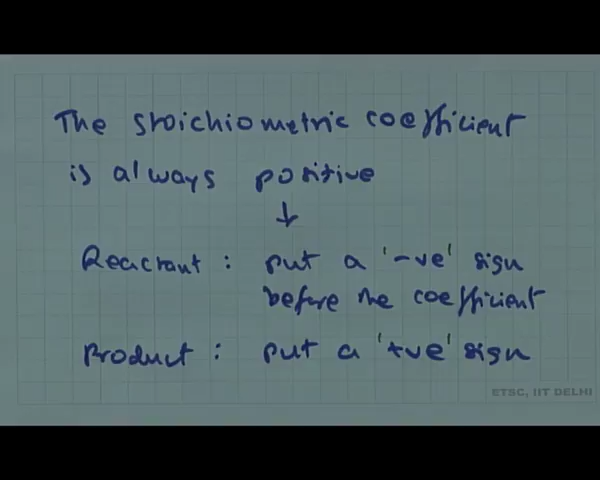 The stoichiometric coefficient
is always positive
↓
Reactant : put a '-ve' sign
before the coefficient
Product : put a '+ve' sign
ETSC, IIT DELHI